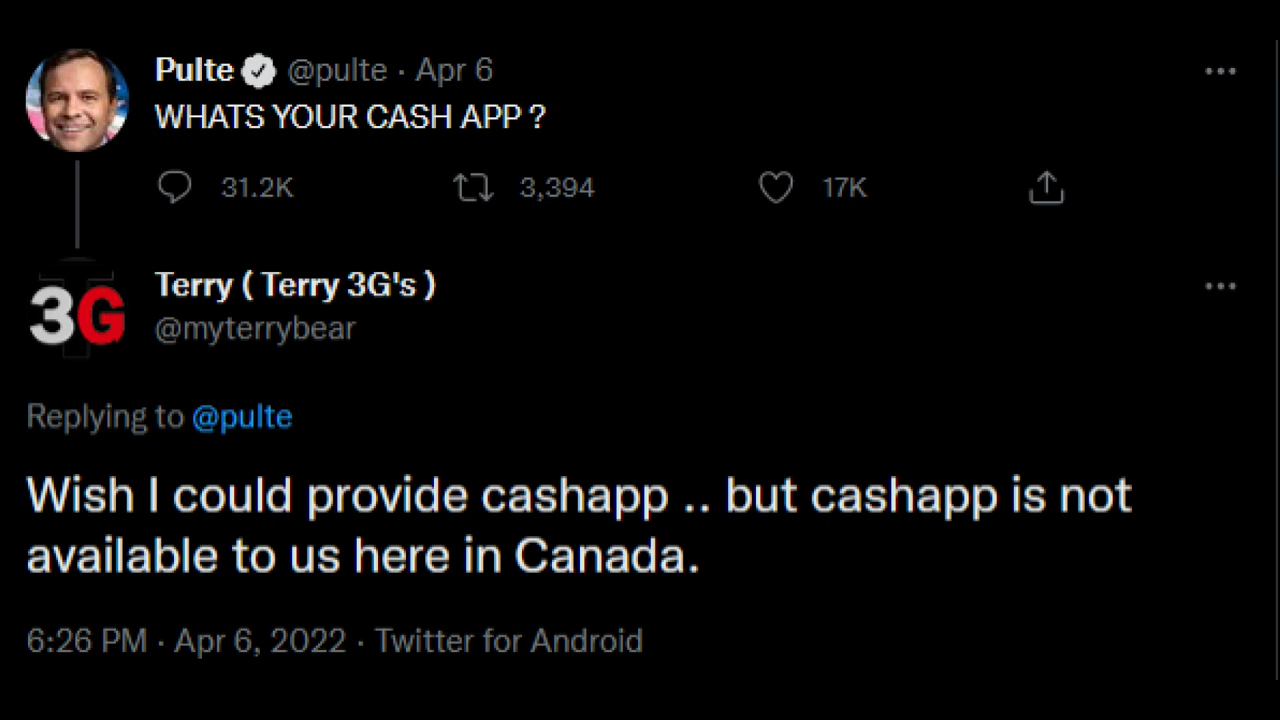 Pulte @pulte · Apr 6
WHATS YOUR CASH APP ?
31.2K 3,394 17K
3G
Terry ( Terry 3G's )
@myterrybear
Replying to @pulte
Wish I could provide cashapp .. but cashapp is not
available to us here in Canada.
6:26 PM · Apr 6, 2022 · Twitter for Android